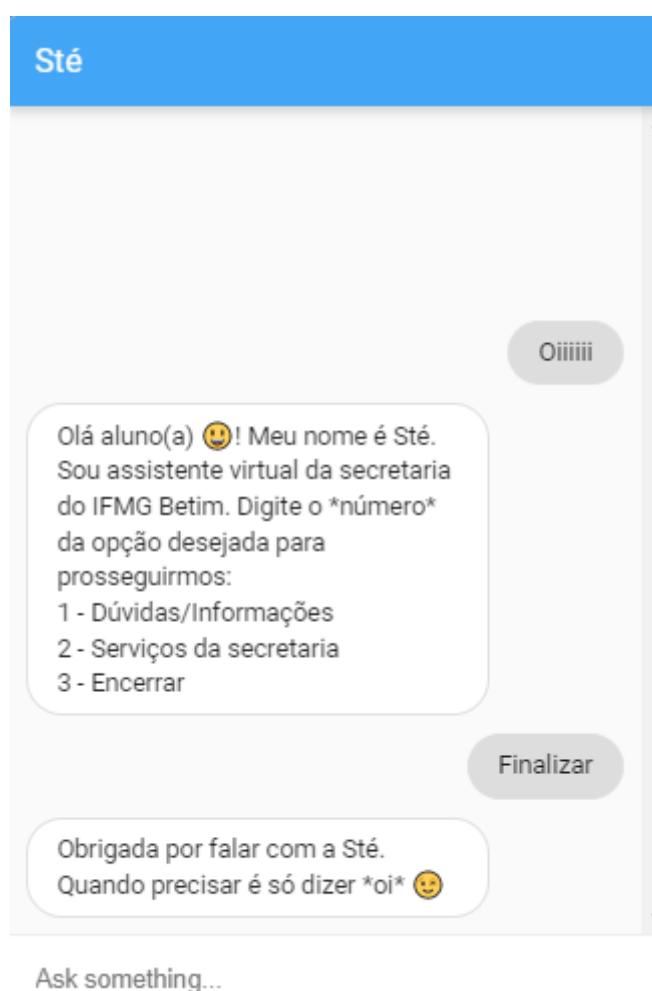 Sté
Oiiiiii
Olá aluno(a) 😃! Meu nome é Sté.
Sou assistente virtual da secretaria
do IFMG Betim. Digite o *número*
da opção desejada para
prosseguirmos:
1 - Dúvidas/Informações
2 - Serviços da secretaria
3 - Encerrar
Finalizar
Obrigada por falar com a Sté.
Quando precisar é só dizer *oi* 😉
Ask something...